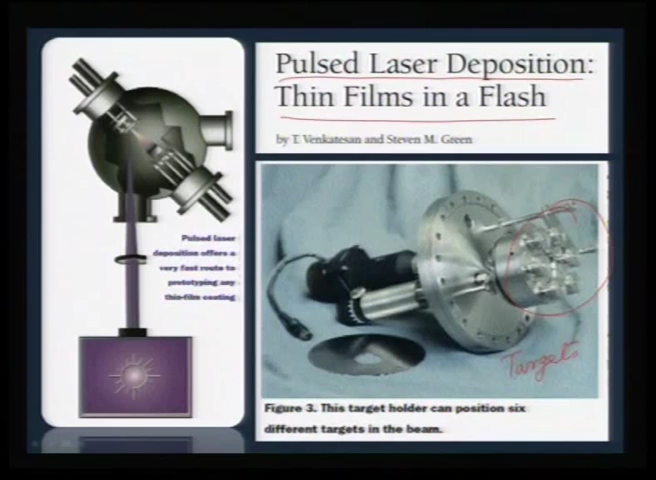 Pulsed Laser Deposition:
Thin Films in a Flash
by T. Venkatesan and Steven M. Green
Pulsed laser
deposition offers a
very fast route to
prototyping any
thin-film coating
Targets
Figure 3. This target holder can position six
different targets in the beam.